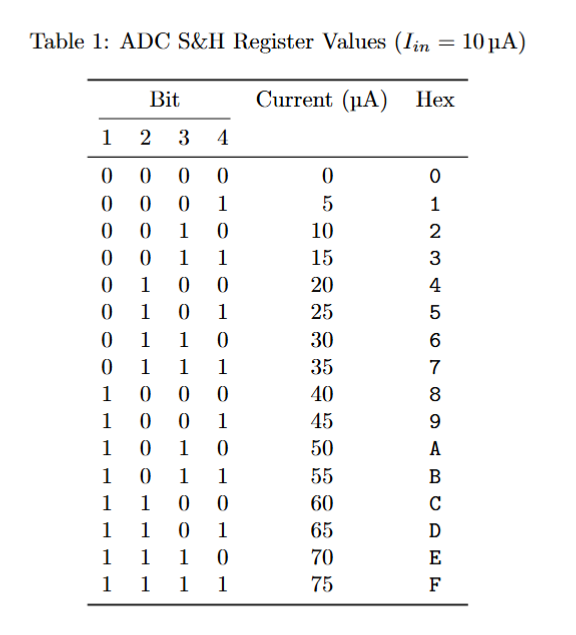 Table 1: ADC S&H Register Values (Iin = 10 µA)
Bit Current (µA) Hex
1 2 3 4
0 0 0 0 0 0
0 0 0 1 5 1
0 0 1 0 10 2
0 0 1 1 15 3
0 1 0 0 20 4
0 1 0 1 25 5
0 1 1 0 30 6
0 1 1 1 35 7
1 0 0 0 40 8
1 0 0 1 45 9
1 0 1 0 50 A
1 0 1 1 55 B
1 1 0 0 60 C
1 1 0 1 65 D
1 1 1 0 70 E
1 1 1 1 75 F